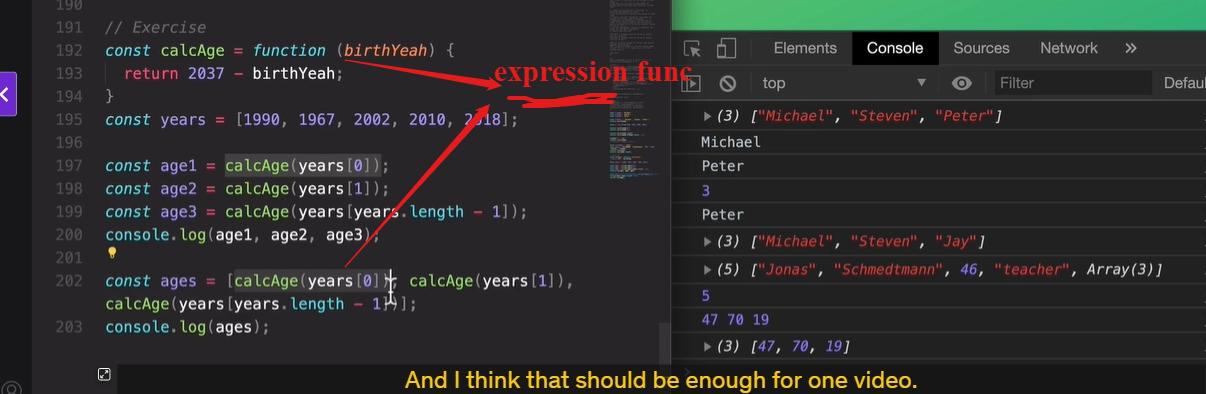 190
191 // Exercise
192 const calcAge = function (birthYeah) {
193 return 2037 - birthYeah;
194 }
195 const years = [1990, 1967, 2002, 2010, 2018];
196
197 const age1 = calcAge(years[0]);
198 const age2 = calcAge(years[1]);
199 const age3 = calcAge(years[years.length - 1]);
200 console.log(age1, age2, age3);
201
202 const ages = [calcAge(years[0]), calcAge(years[1]),
calcAge(years[years.length - 1])];
203 console.log(ages);
expression func
Elements Console Sources Network »
top Filter Defau
(3) ["Michael", "Steven", "Peter"]
Michael
Peter
3
Peter
(3) ["Michael", "Steven", "Jay"]
(5) ["Jonas", "Schmedtmann", 46, "teacher", Array(3)]
5
47 70 19
(3) [47, 70, 19]
And I think that should be enough for one video.